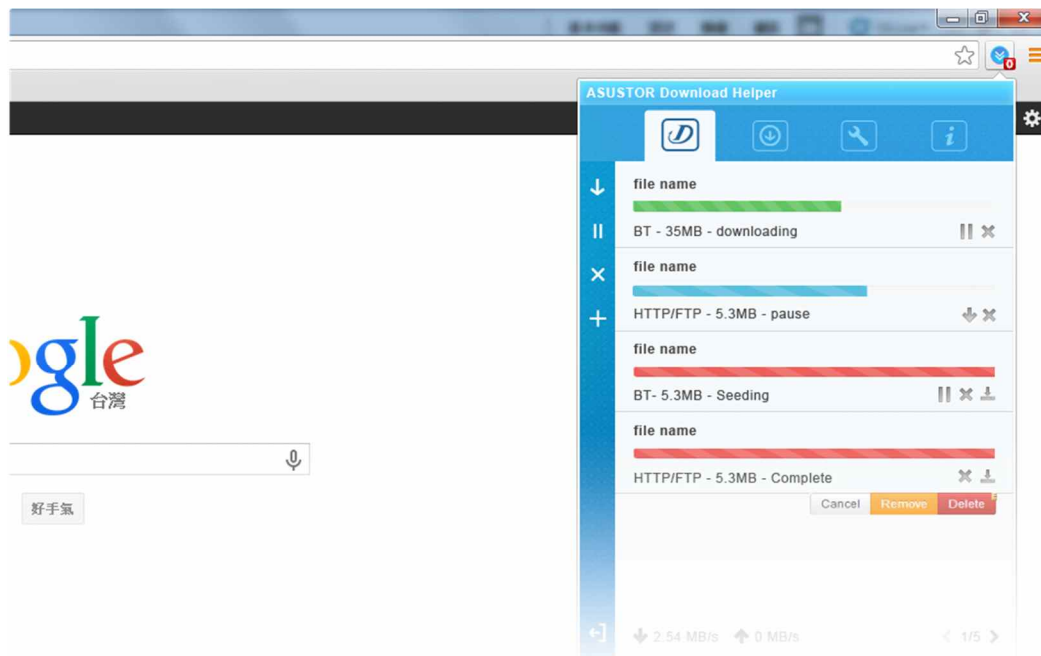 0
ASUSTOR Download Helper
file name
BT - 35MB - downloading
file name
HTTP/FTP - 5.3MB - pause
file name
BT- 5.3MB - Seeding
file name
HTTP/FTP - 5.3MB - Complete
Cancel Remove Delete
2.54 MB/s 0 MB/s 1/5
ogle
台灣
好手氣